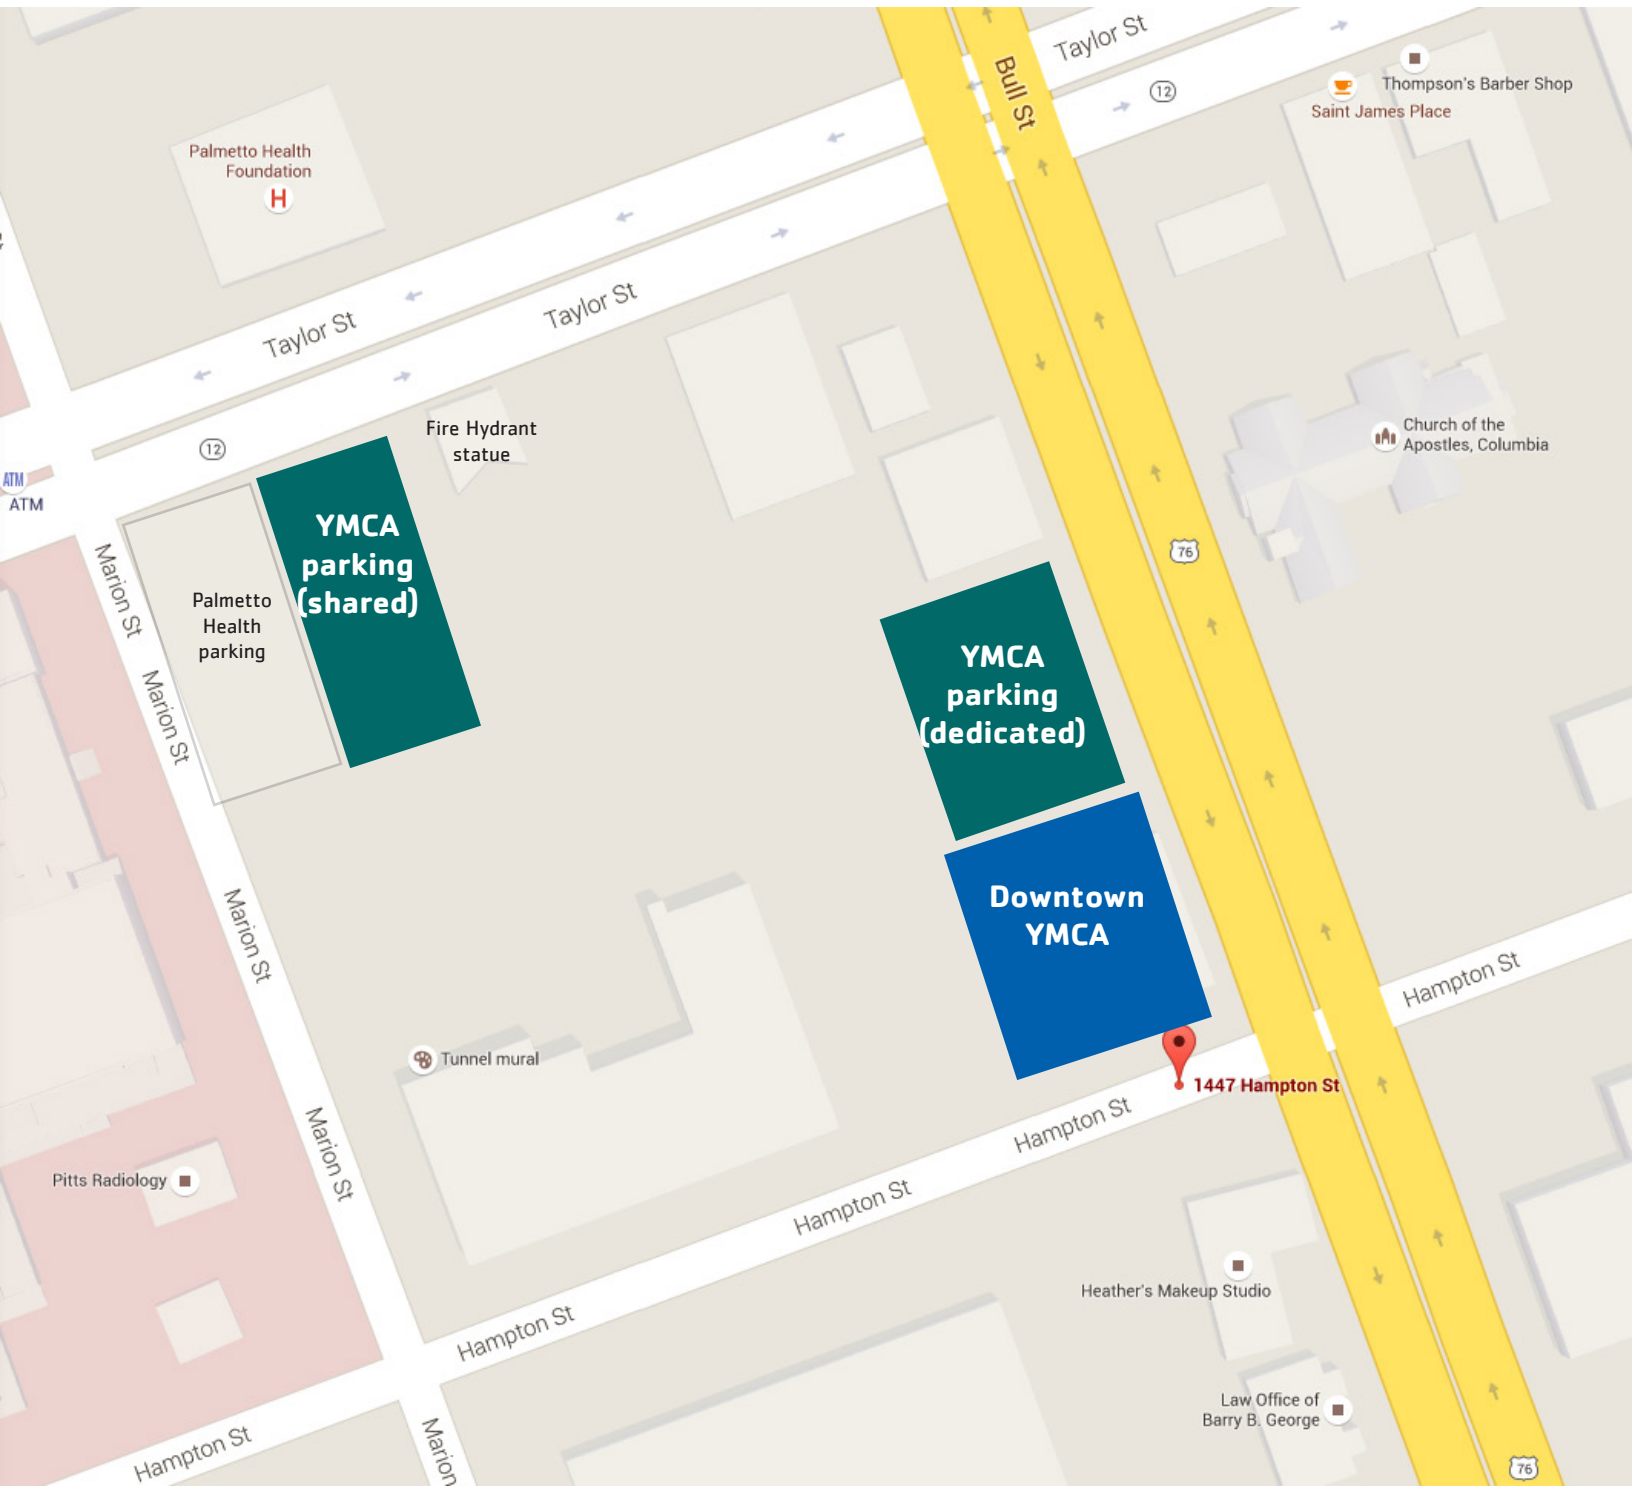 Taylor St
Bull St
12
Thompson's Barber Shop
Saint James Place
Palmetto Health
Foundation
H
Taylor St
Taylor St
12
Fire Hydrant
statue
Church of the
Apostles, Columbia
ATM
ATM
YMCA
parking
(shared)
Marion St
Palmetto
Health
parking
76
YMCA
parking
(dedicated)
Marion St
Downtown
YMCA
Marion St
Hampton St
Tunnel mural
1447 Hampton St
Hampton St
Marion St
Pitts Radiology
Hampton St
Heather's Makeup Studio
Hampton St
Law Office of
Barry B. George
Hampton St
Marion
76